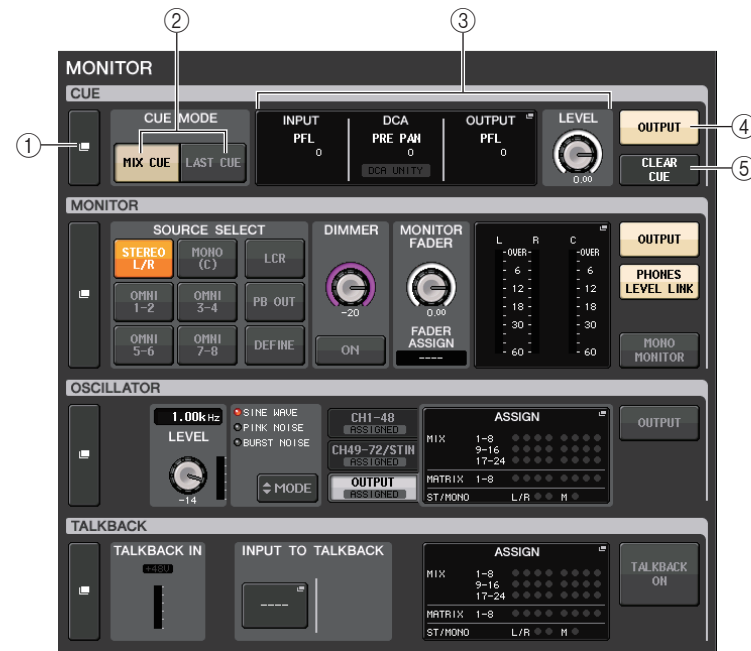 ② ③
MONITOR
CUE
①
CUE MODE
MIX CUE LAST CUE
INPUT DCA OUTPUT
PFL PRE PAN PFL
0 0 0
DCA UNITY
LEVEL
0.00
OUTPUT ④
CLEAR CUE ⑤
MONITOR
SOURCE SELECT
STEREO L/R MONO (C) LCR
OMNI 1-2 OMNI 3-4 PB OUT
OMNI 5-6 OMNI 7-8 DEFINE
DIMMER
-20
ON
MONITOR FADER
0.00
FADER ASSIGN
----
L R C
-OVER- -OVER
- 6 - - 6
- 12 - - 12
- 18 - - 18
- 30 - - 30
- 60 - - 60
OUTPUT
PHONES LEVEL LINK
MONO MONITOR
OSCILLATOR
1.00kHz
LEVEL
-14
SINE WAVE
PINK NOISE
BURST NOISE
MODE
CH1-48
ASSIGNED
CH49-72/STIN
ASSIGNED
OUTPUT
ASSIGNED
ASSIGN
MIX 1-8
9-16
17-24
MATRIX 1-8
ST/MONO L/R M
OUTPUT
TALKBACK
TALKBACK IN
+48V
INPUT TO TALKBACK
----
ASSIGN
MIX 1-8
9-16
17-24
MATRIX 1-8
ST/MONO L/R M
TALKBACK ON